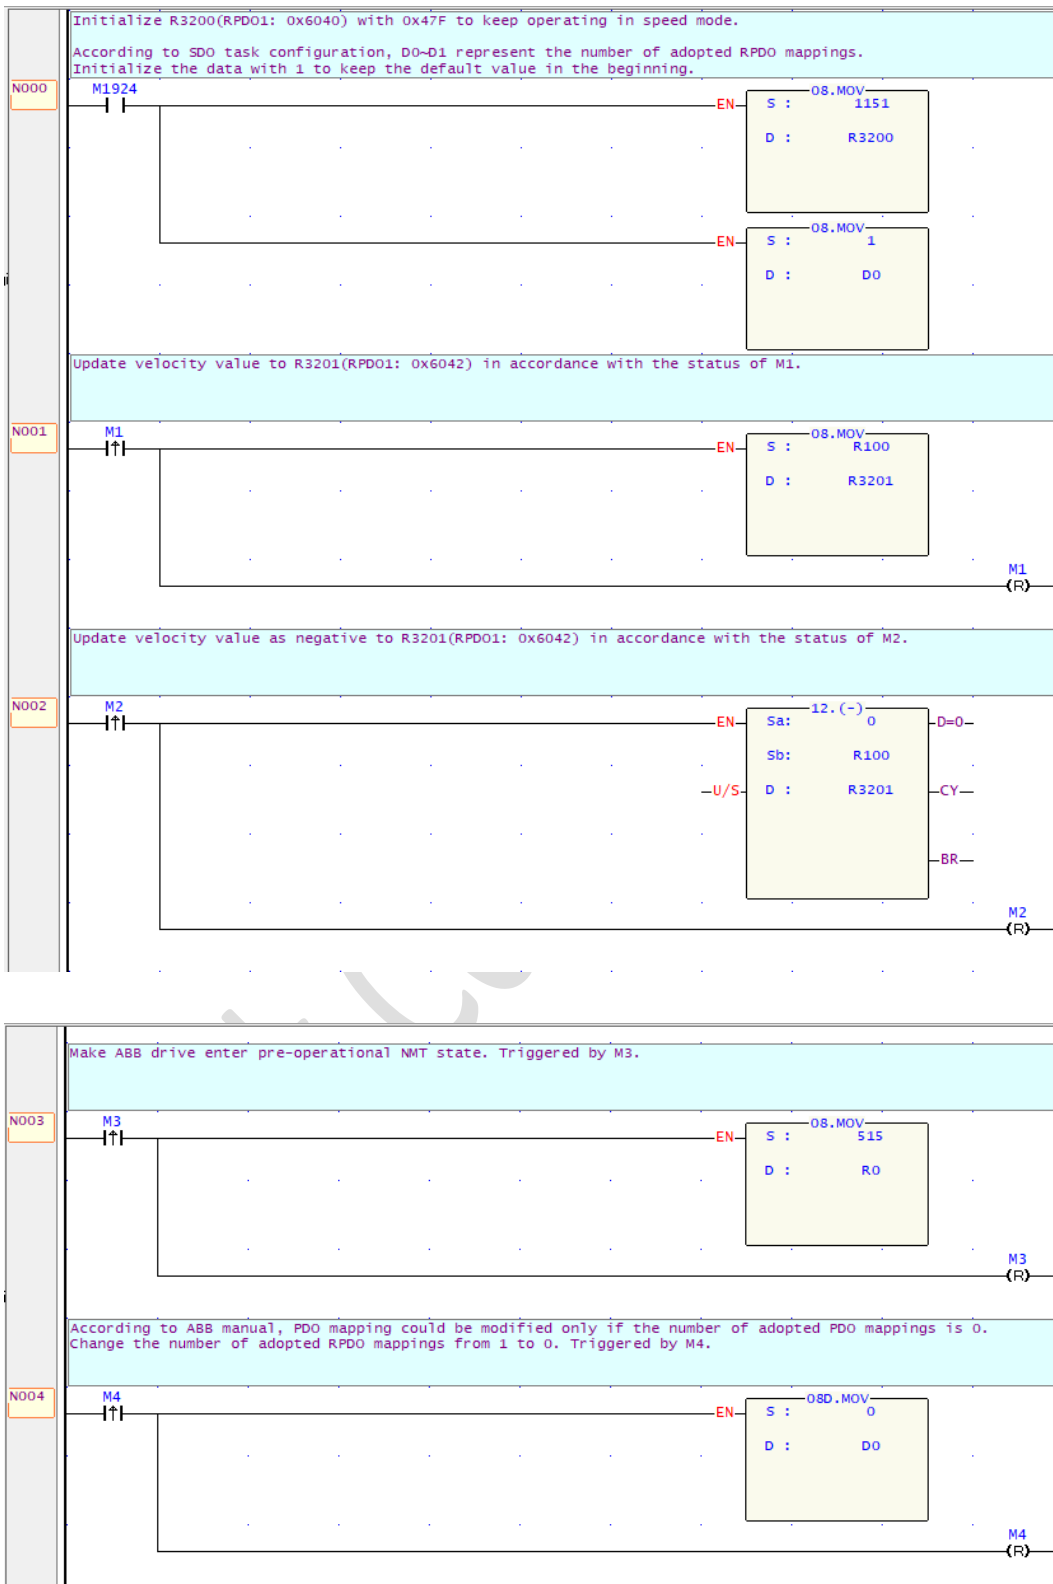 Initialize R3200(RPDO1: 0x6040) with 0x47F to keep operating in speed mode.
According to SDO task configuration, D0~D1 represent the number of adopted RPDO mappings.
Initialize the data with 1 to keep the default value in the beginning.
N000
M1924
EN
08.MOV
S : 1151
D : R3200
EN
08.MOV
S : 1
D : D0
Update velocity value to R3201(RPDO1: 0x6042) in accordance with the status of M1.
N001
M1
EN
08.MOV
S : R100
D : R3201
M1
(R)
Update velocity value as negative to R3201(RPDO1: 0x6042) in accordance with the status of M2.
N002
M2
EN
12.(-)
Sa: 0
D=0
Sb: R100
U/S
D : R3201
CY
BR
M2
(R)
Make ABB drive enter pre-operational NMT state. Triggered by M3.
N003
M3
EN
08.MOV
S : 515
D : R0
M3
(R)
According to ABB manual, PDO mapping could be modified only if the number of adopted PDO mappings is 0.
Change the number of adopted RPDO mappings from 1 to 0. Triggered by M4.
N004
M4
EN
08D.MOV
S : 0
D : D0
M4
(R)